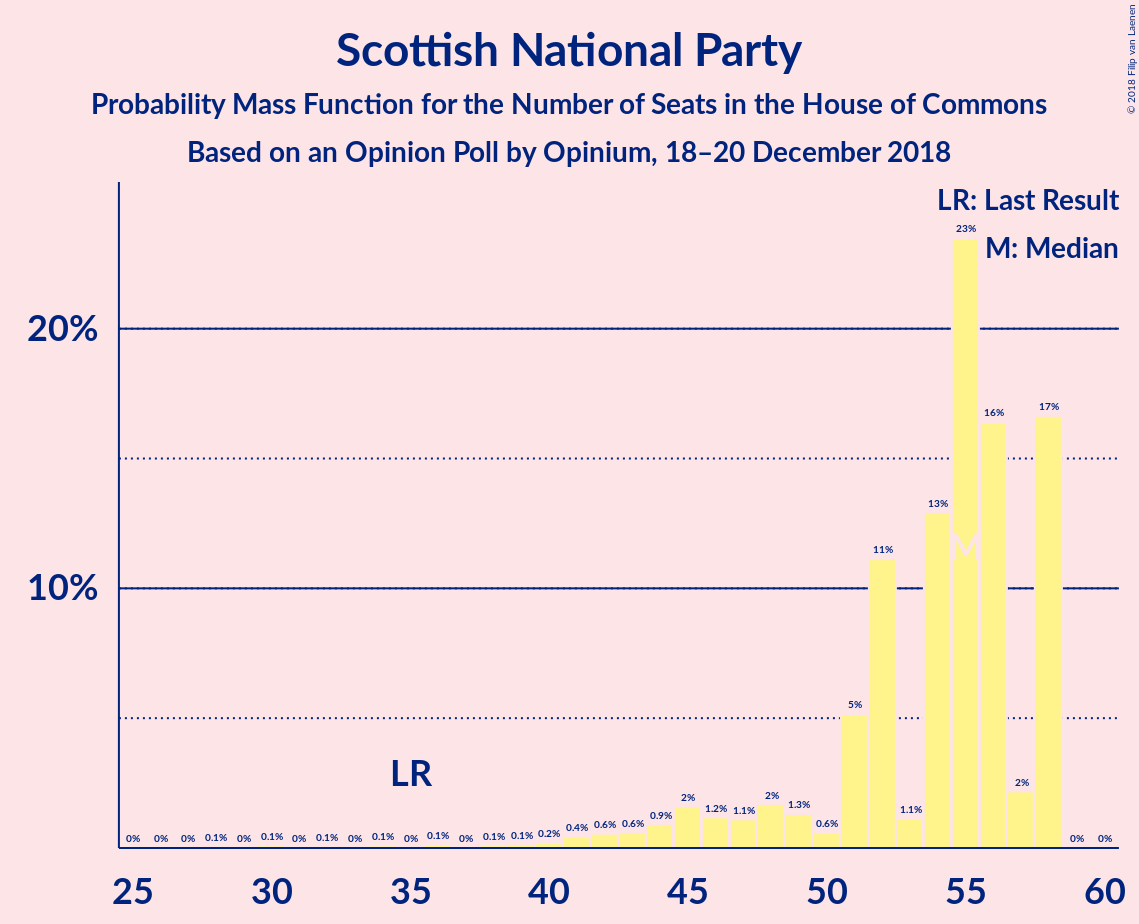 Scottish National Party
Probability Mass Function for the Number of Seats in the House of Commons
Based on an Opinion Poll by Opinium, 18–20 December 2018
© 2018 Filip van Laenen
LR: Last Result
M: Median
20%
10%
LR
M
0% 0% 0% 0.1% 0% 0.1% 0% 0.1% 0% 0.1% 0% 0.1% 0% 0.1% 0.1% 0.2% 0.4% 0.6% 0.6% 0.9% 2% 1.2% 1.1% 2% 1.3% 0.6% 5% 11% 1.1% 13% 23% 16% 2% 17% 0% 0%
25 30 35 40 45 50 55 60